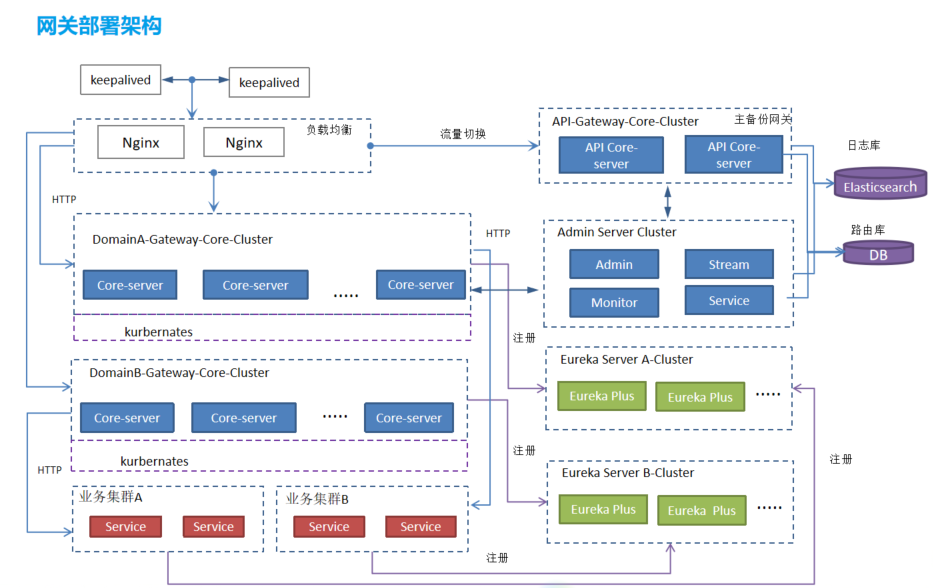 网关部署架构
keepalived
keepalived
负载均衡
Nginx
Nginx
流量切换
API-Gateway-Core-Cluster
主备份网关
API Core-
server
API Core-
server
日志库
Elasticsearch
HTTP
DomainA-Gateway-Core-Cluster
Core-server
Core-server
.....
Core-server
kurbernates
HTTP
Admin Server Cluster
Admin
Stream
Monitor
Service
路由库
DB
注册
DomainB-Gateway-Core-Cluster
Core-server
Core-server
.....
Core-server
kurbernates
Eureka Server A-Cluster
Eureka Plus
Eureka Plus
.....
注册
注册
HTTP
业务集群A
Service
Service
业务集群B
Service
Service
Eureka Server B-Cluster
Eureka Plus
Eureka Plus
.....
注册